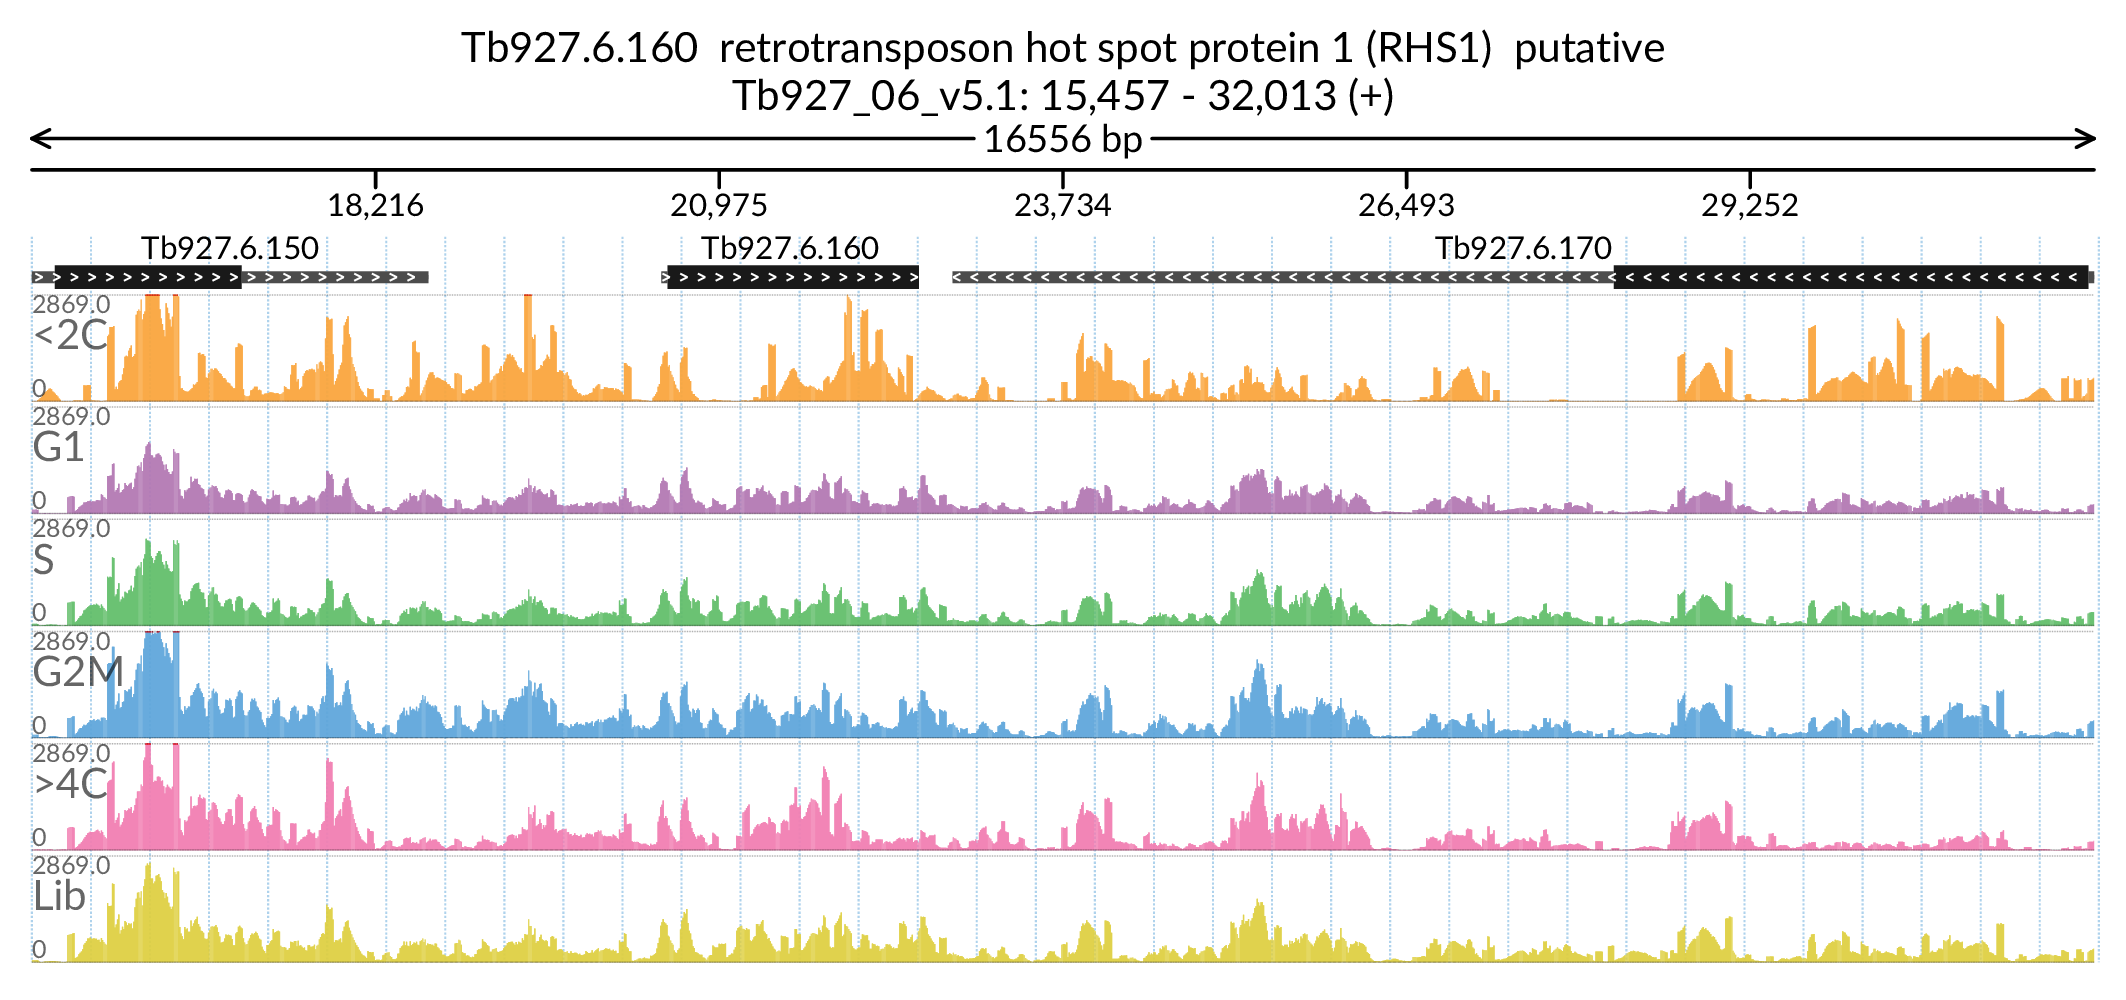 Tb927.6.160 retrotransposon hot spot protein 1 (RHS1) putative
Tb927_06_v5.1: 15,457 - 32,013 (+)
16556 bp
18,216 20,975 23,734 26,493 29,252
Tb927.6.150 Tb927.6.160 Tb927.6.170
2869.0
<2C
0
2869.0
G1
0
2869.0
S
0
2869.0
G2M
0
2869.0
>4C
0
2869.0
Lib
0